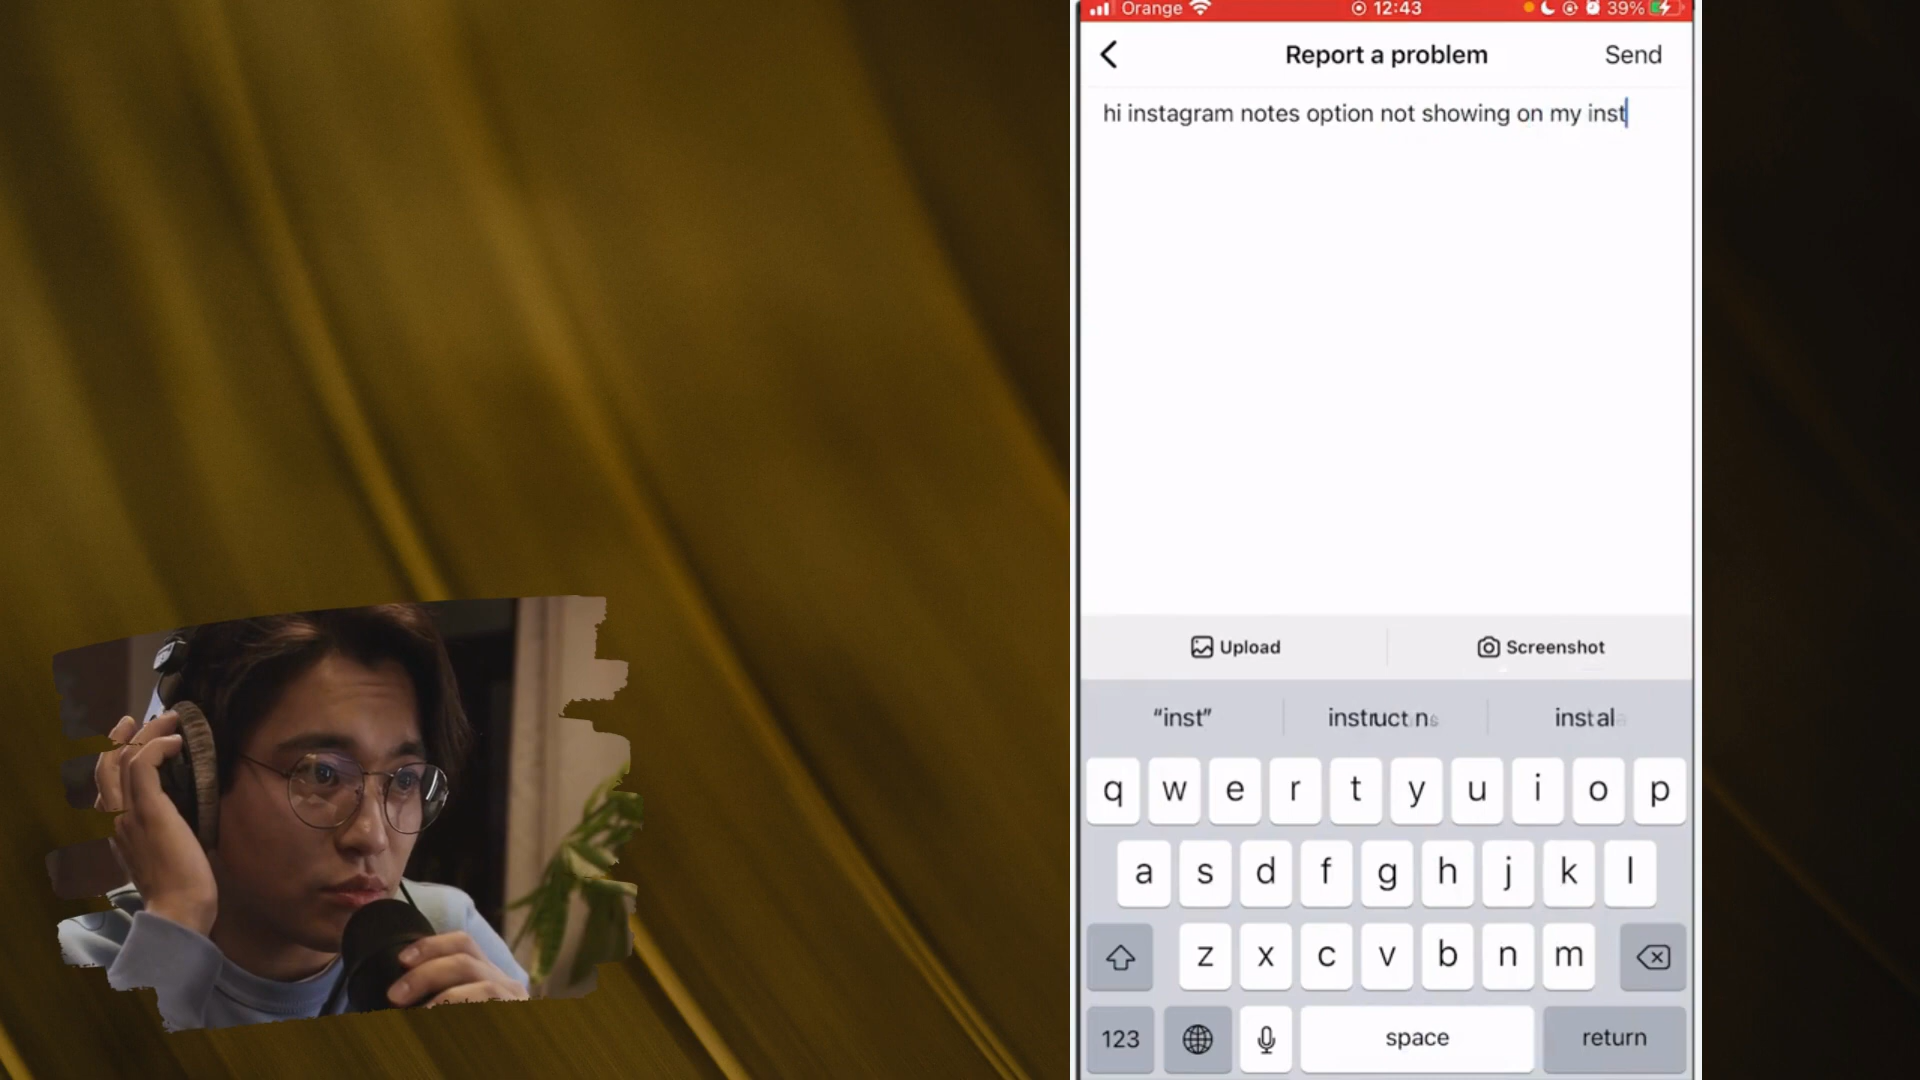 Orange 12:43 39%
Report a problem Send
hi instagram notes option not showing on my inst
Upload Screenshot
“inst”
q w e r t y u i o p
a s d f g h j k l
z x c v b n m
123 space return